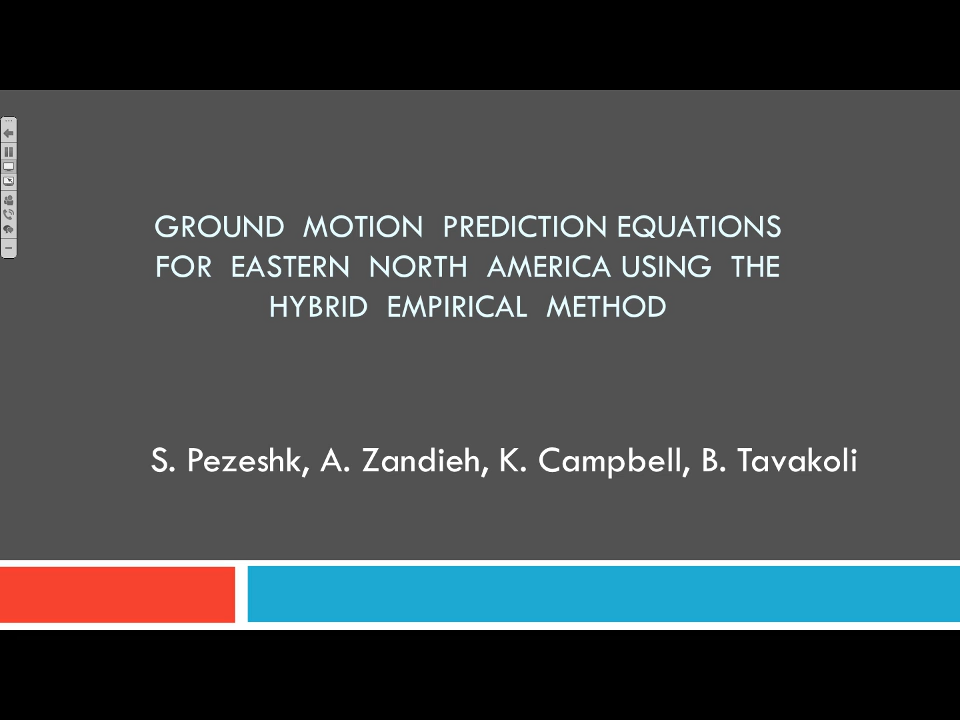 GROUND MOTION PREDICTION EQUATIONS
FOR EASTERN NORTH AMERICA USING THE
HYBRID EMPIRICAL METHOD
S. Pezeshk, A. Zandieh, K. Campbell, B. Tavakoli